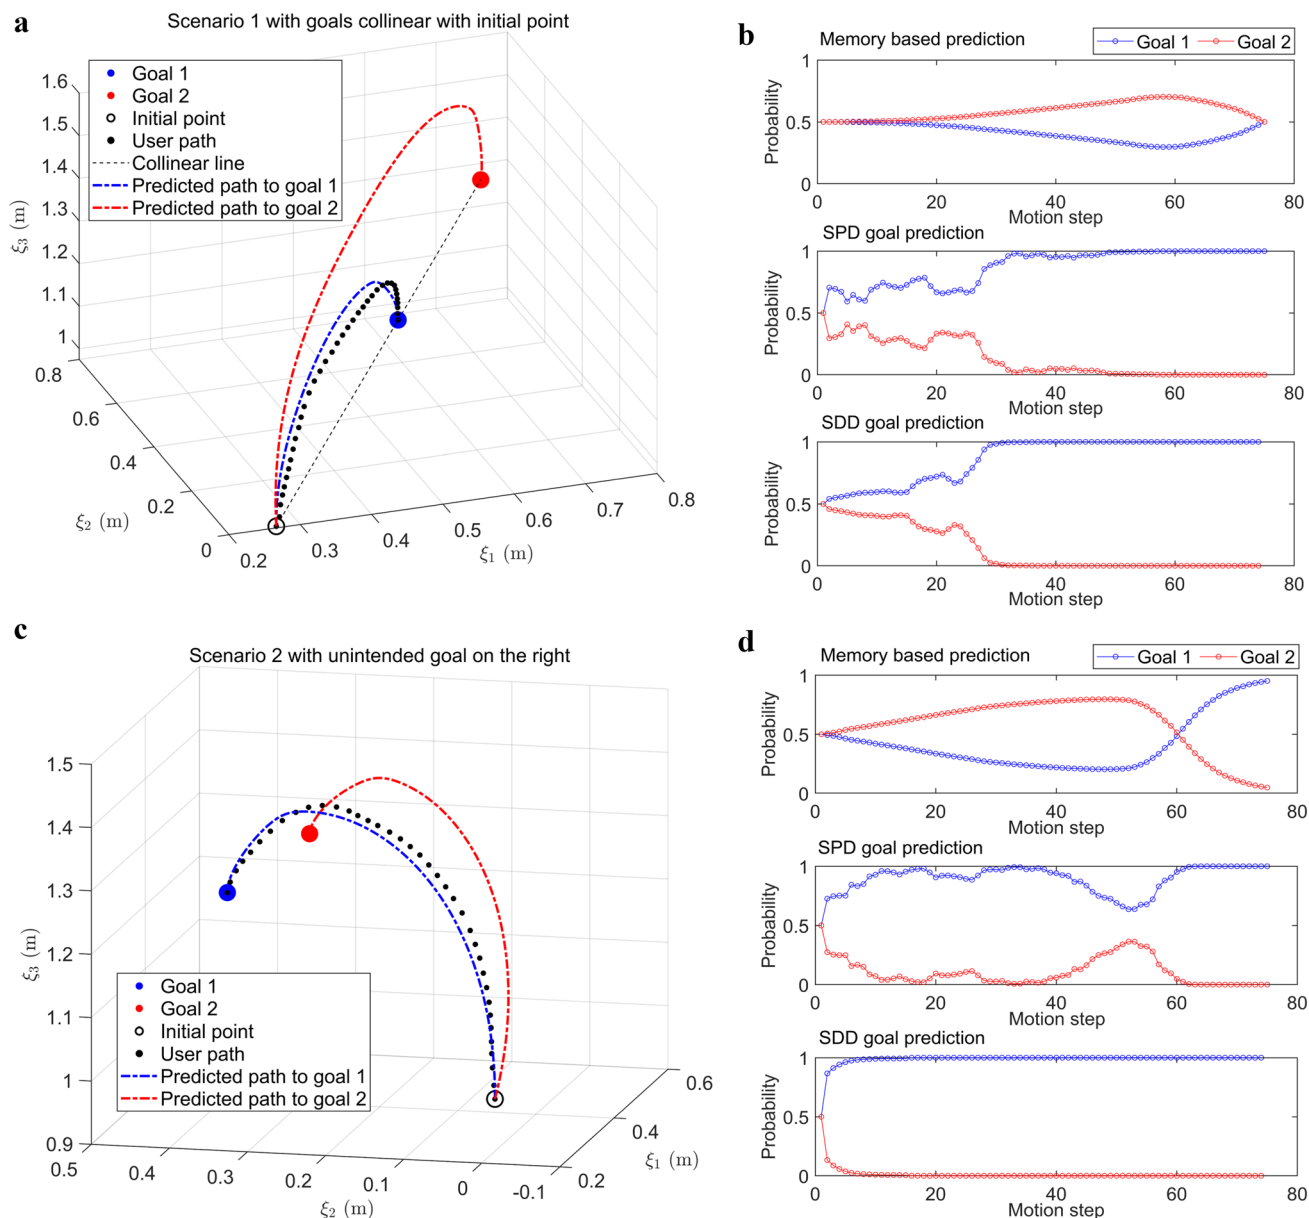 a
Scenario 1 with goals collinear with initial point
Goal 1
Goal 2
Initial point
User path
Collinear line
Predicted path to goal 1
Predicted path to goal 2
1.6
1.5
1.4
1.3
1.2
1.1
1
ξ3 (m)
0.8
0.6
0.4
0.2
0
ξ2 (m)
0.2
0.3
0.4
0.5
0.6
0.7
0.8
ξ1 (m)
b
Memory based prediction
Goal 1 Goal 2
1
0.5
0
Probability
0 20 40 60 80
Motion step
SPD goal prediction
1
0.5
0
Probability
0 20 40 60 80
Motion step
SDD goal prediction
1
0.5
0
Probability
0 20 40 60 80
Motion step
c
Scenario 2 with unintended goal on the right
1.5
1.4
1.3
1.2
1.1
1
0.9
ξ3 (m)
Goal 1
Goal 2
Initial point
User path
Predicted path to goal 1
Predicted path to goal 2
0.5
0.4
0.3
0.2
0.1
0
-0.1
ξ2 (m)
0.2
0.4
0.6
ξ1 (m)
d
Memory based prediction
Goal 1 Goal 2
1
0.5
0
Probability
0 20 40 60 80
Motion step
SPD goal prediction
1
0.5
0
Probability
0 20 40 60 80
Motion step
SDD goal prediction
1
0.5
0
Probability
0 20 40 60 80
Motion step